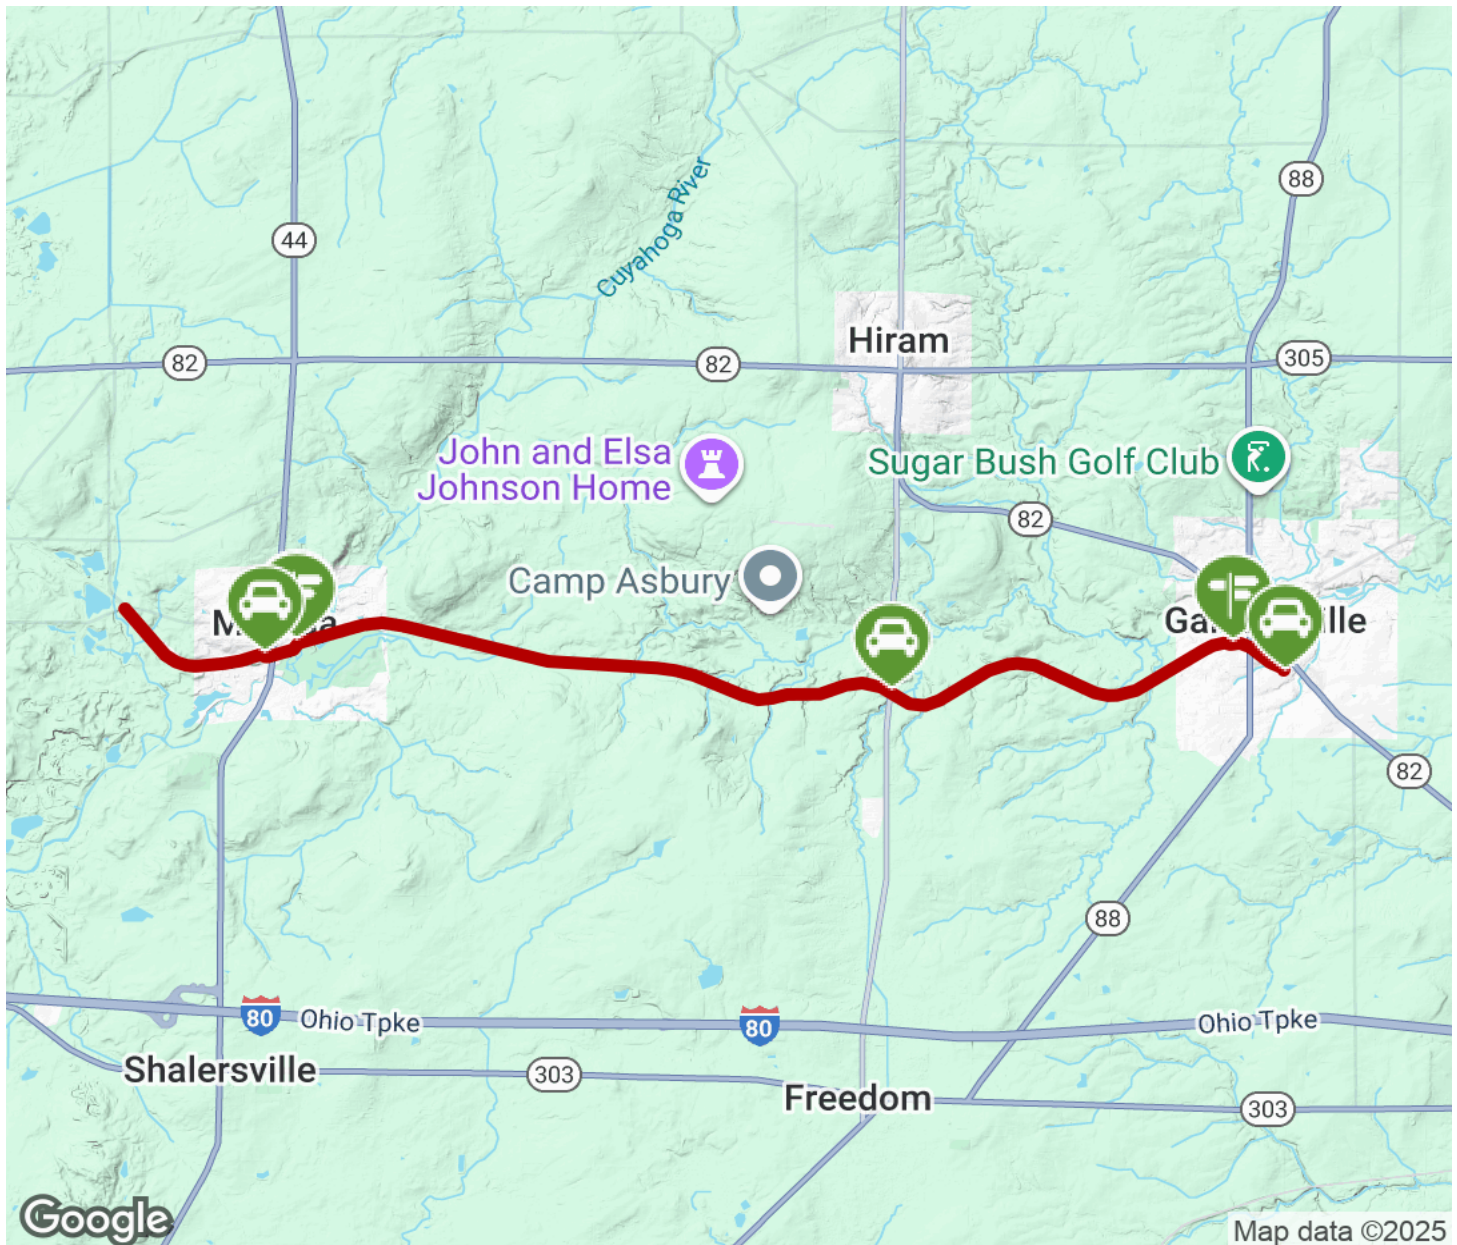 88
44
Cuyahoga River
Hiram
82
82
305
John and Elsa
Johnson Home
Sugar Bush Golf Club
82
Camp Asbury
82
88
80
Ohio Tpke
80
Ohio Tpke
Shalersville
303
Freedom
303
Google
Map data ©2025